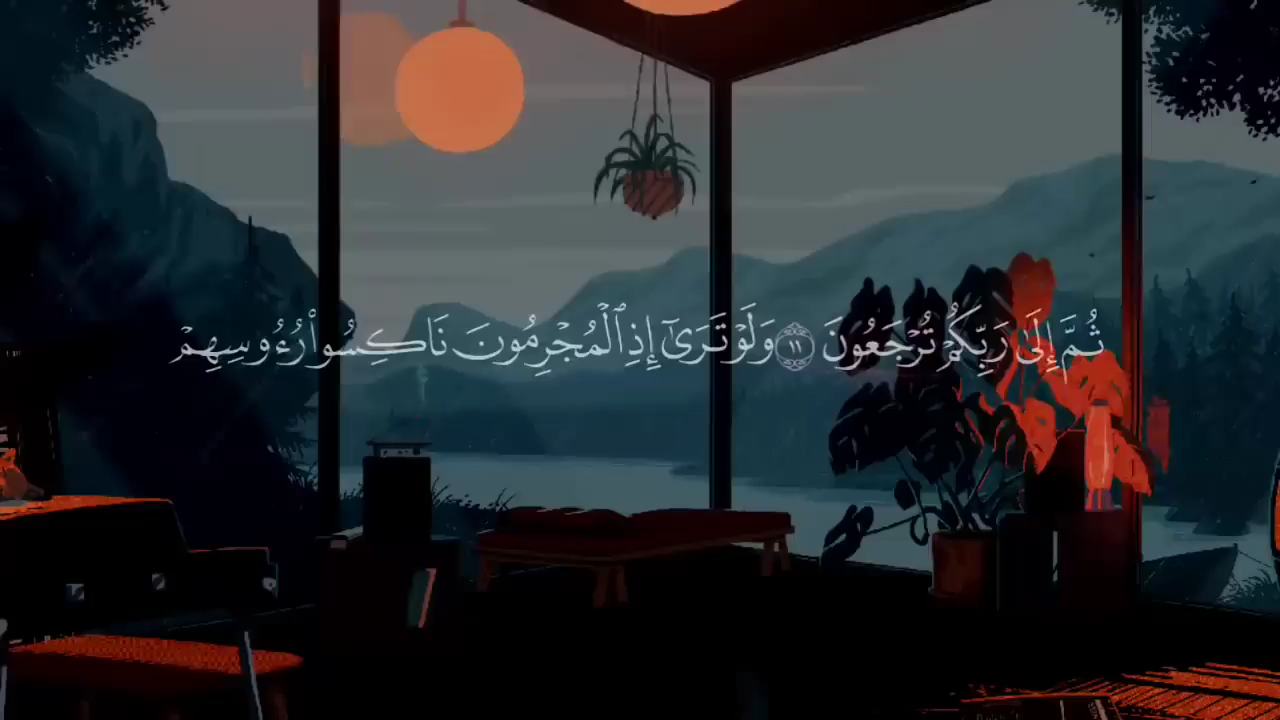 ثُمَّ إِلَىٰ رَبِّكُمْ تُرْجَعُونَ ١١ وَلَوْ تَرَىٰٓ إِذِ ٱلْمُجْرِمُونَ نَاكِسُوا۟ رُءُوسِهِمْ